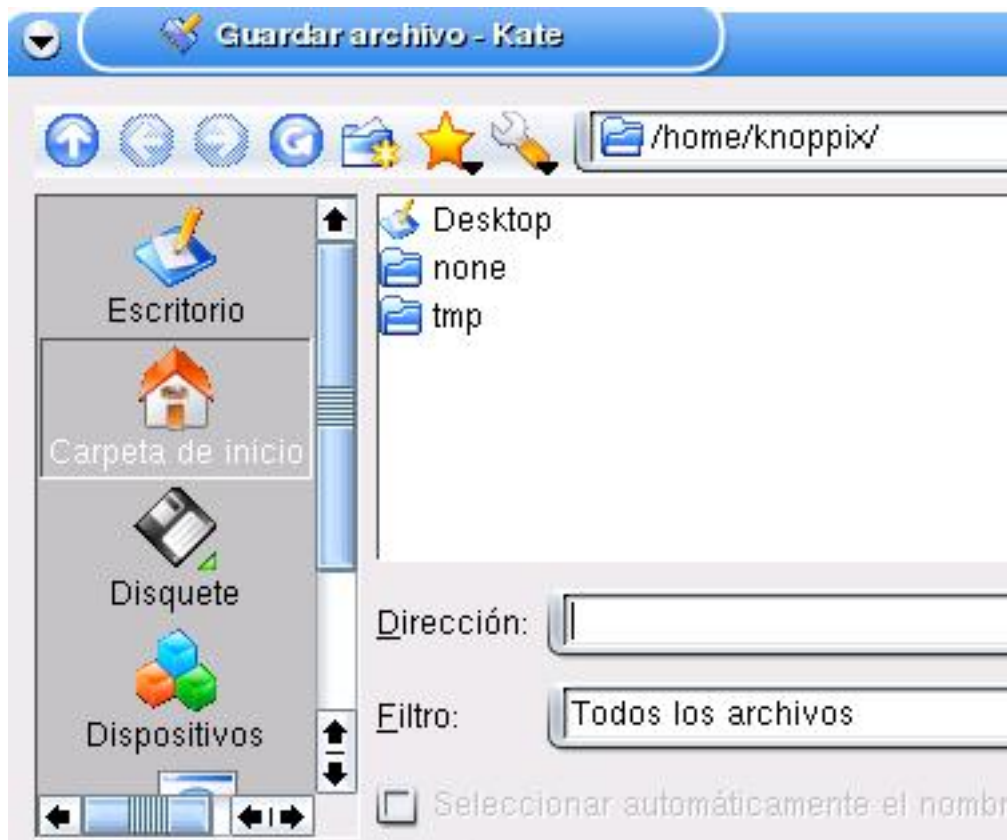 Guardar archivo - Kate
/home/knoppix/
Escritorio
Carpeta de inicio
Disquete
Dispositivos
Desktop
none
tmp
Dirección:
Filtro:
Todos los archivos
Seleccionar automáticamente el